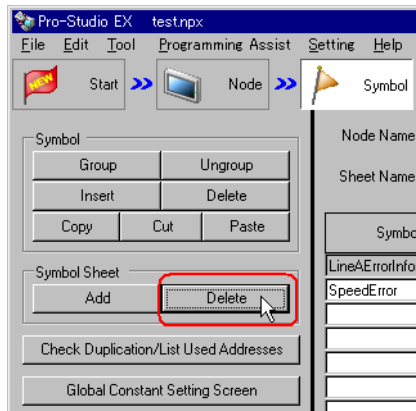 Pro-Studio EX test.npx
File Edit Tool Programming Assist Setting Help
NEW Start Node Symbol
Symbol
Group Ungroup
Insert Delete
Copy Cut Paste
Symbol Sheet
Add Delete
Check Duplication/List Used Addresses
Global Constant Setting Screen
Node Name
Sheet Name
Symbo
LineAErrorInfo
SpeedError